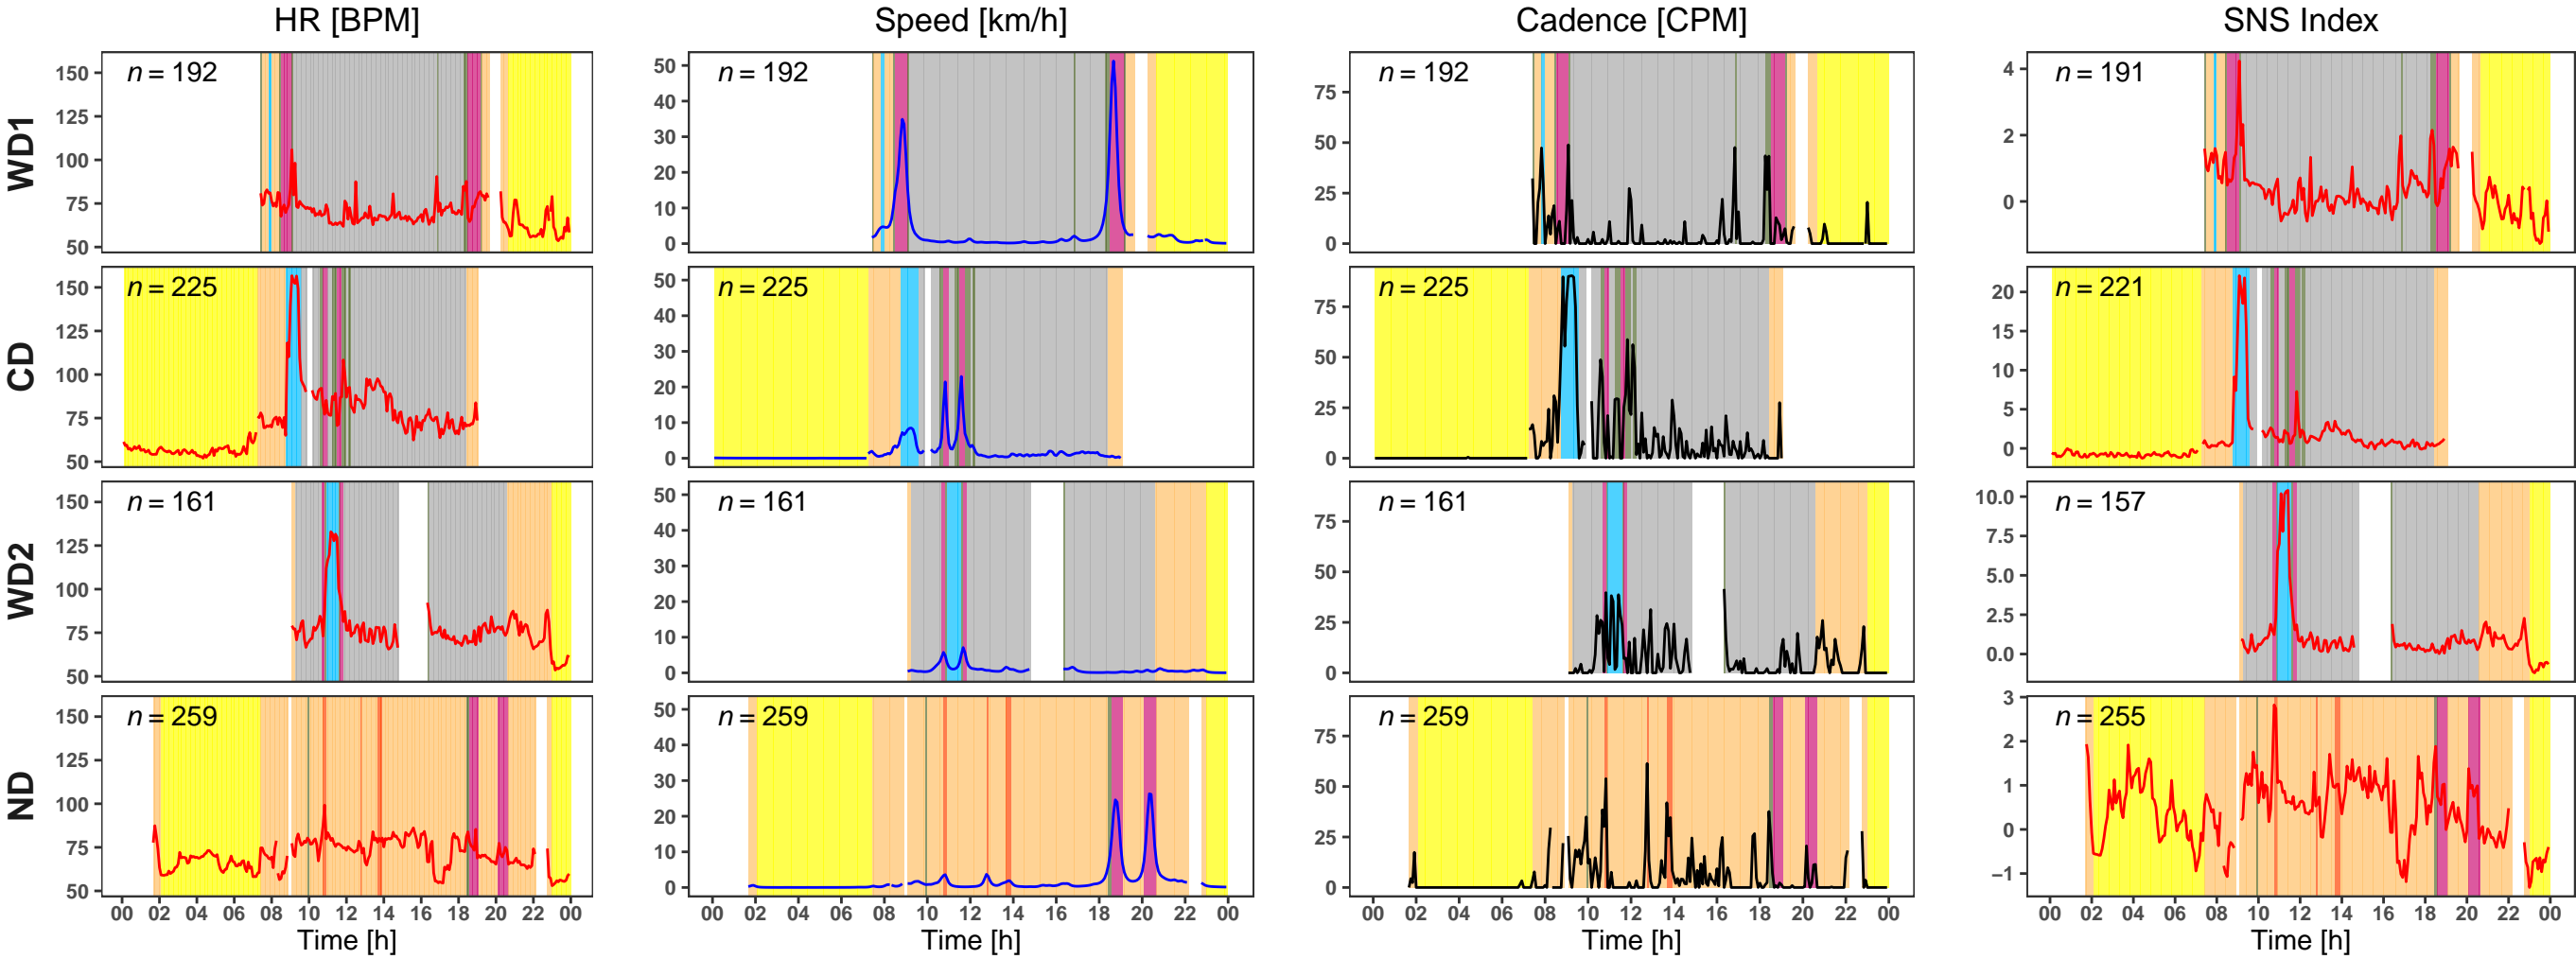 HR [BPM] Speed [km/h] Cadence [CPM] SNS Index
WD1
150 125 100 75 50
n = 192
50 40 30 20 10 0
n = 192
75 50 25 0
n = 192
4 2 0
n = 191
CD
150 125 100 75 50
n = 225
50 40 30 20 10 0
n = 225
75 50 25 0
n = 225
20 15 10 5 0
n = 221
WD2
150 125 100 75 50
n = 161
50 40 30 20 10 0
n = 161
75 50 25 0
n = 161
10.0 7.5 5.0 2.5 0.0
n = 157
ND
150 125 100 75 50
n = 259
50 40 30 20 10 0
n = 259
75 50 25 0
n = 259
3 2 1 0 −1
n = 255
00 02 04 06 08 10 12 14 16 18 20 22 00
00 02 04 06 08 10 12 14 16 18 20 22 00
00 02 04 06 08 10 12 14 16 18 20 22 00
00 02 04 06 08 10 12 14 16 18 20 22 00
Time [h] Time [h] Time [h] Time [h]